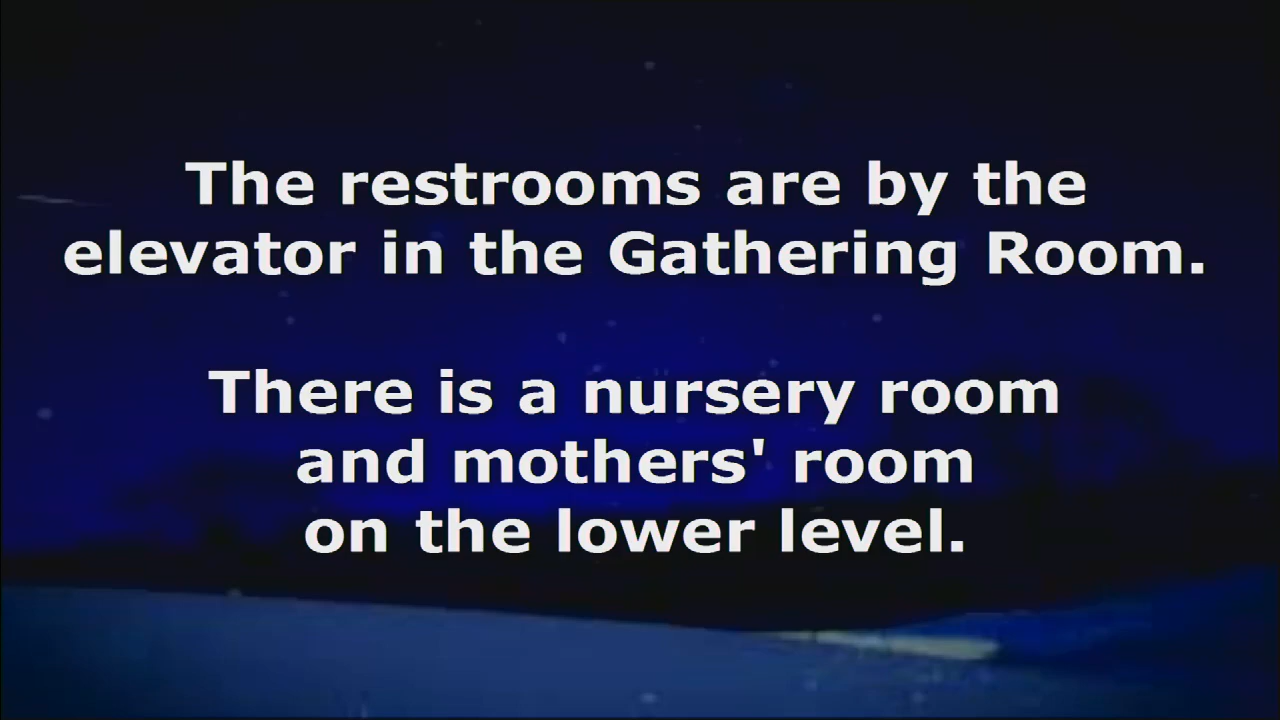 The restrooms are by the
elevator in the Gathering Room.
There is a nursery room
and mothers' room
on the lower level.